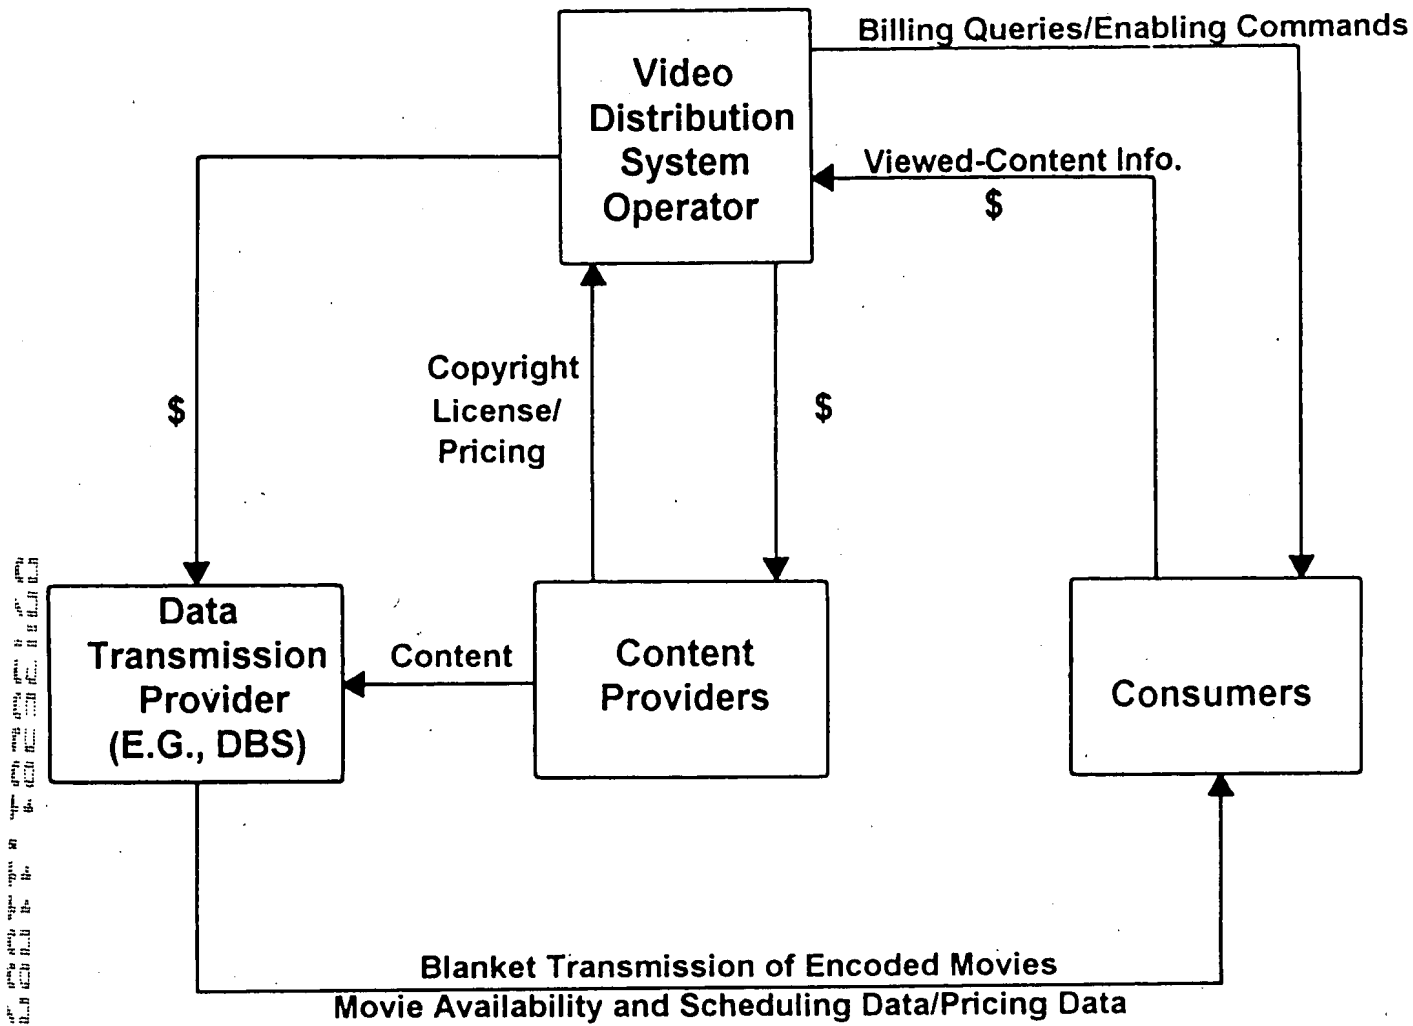 Billing Queries/Enabling Commands
Video
Distribution
System
Operator
Viewed-Content Info.
$
Copyright
License/
Pricing
$
$
Data
Transmission
Provider
(E.G., DBS)
Content
Content
Providers
Consumers
Blanket Transmission of Encoded Movies
Movie Availability and Scheduling Data/Pricing Data